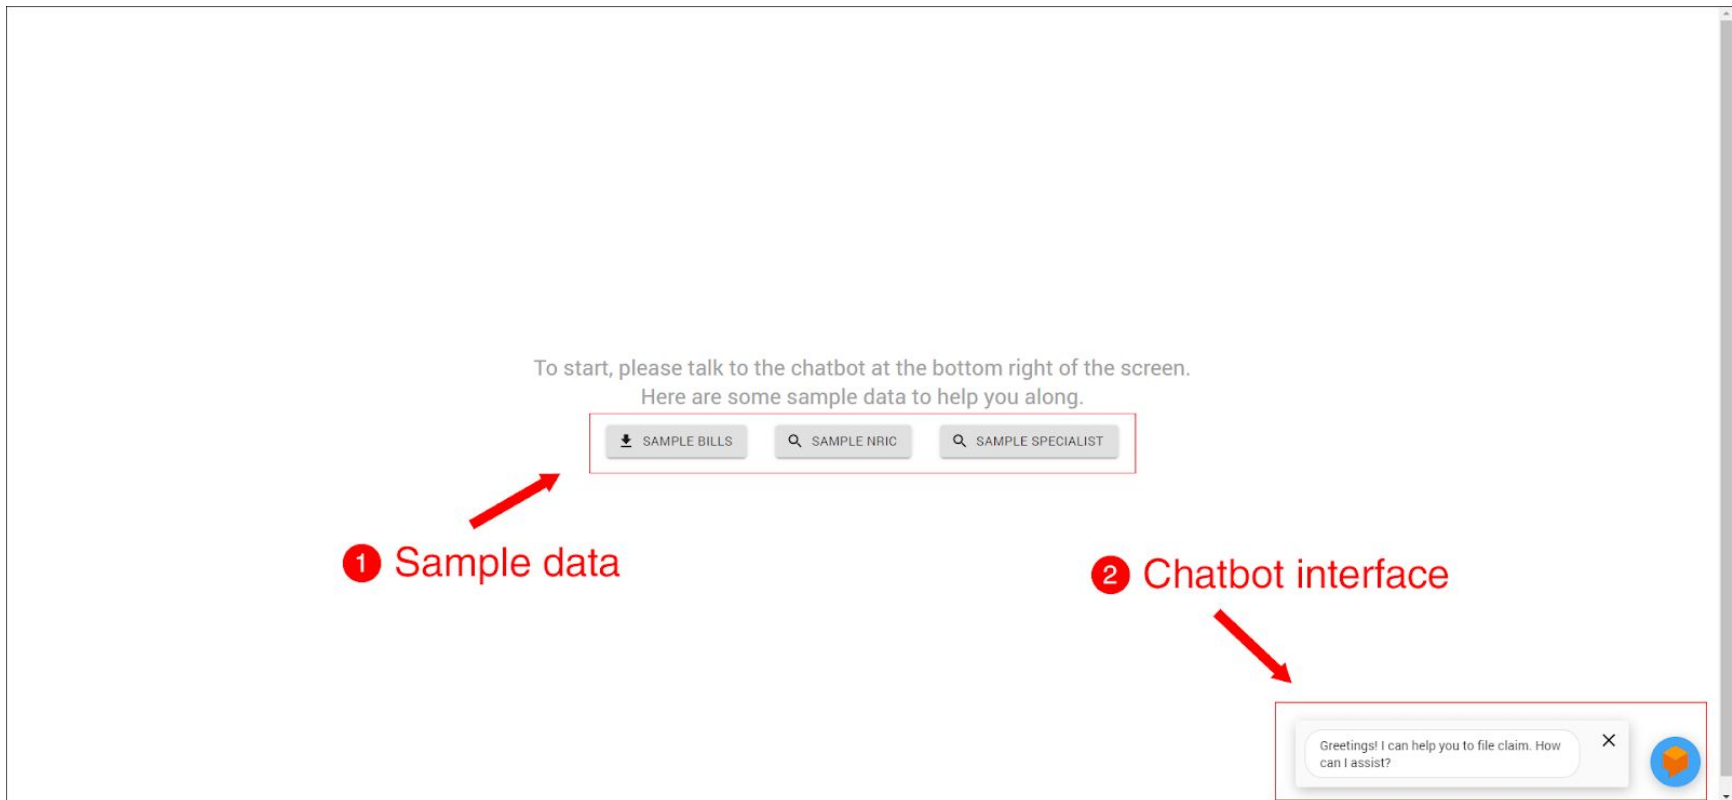 To start, please talk to the chatbot at the bottom right of the screen.
Here are some sample data to help you along.
SAMPLE BILLS
SAMPLE NRIC
SAMPLE SPECIALIST
1 Sample data
2 Chatbot interface
Greetings! I can help you to file claim. How
can I assist?